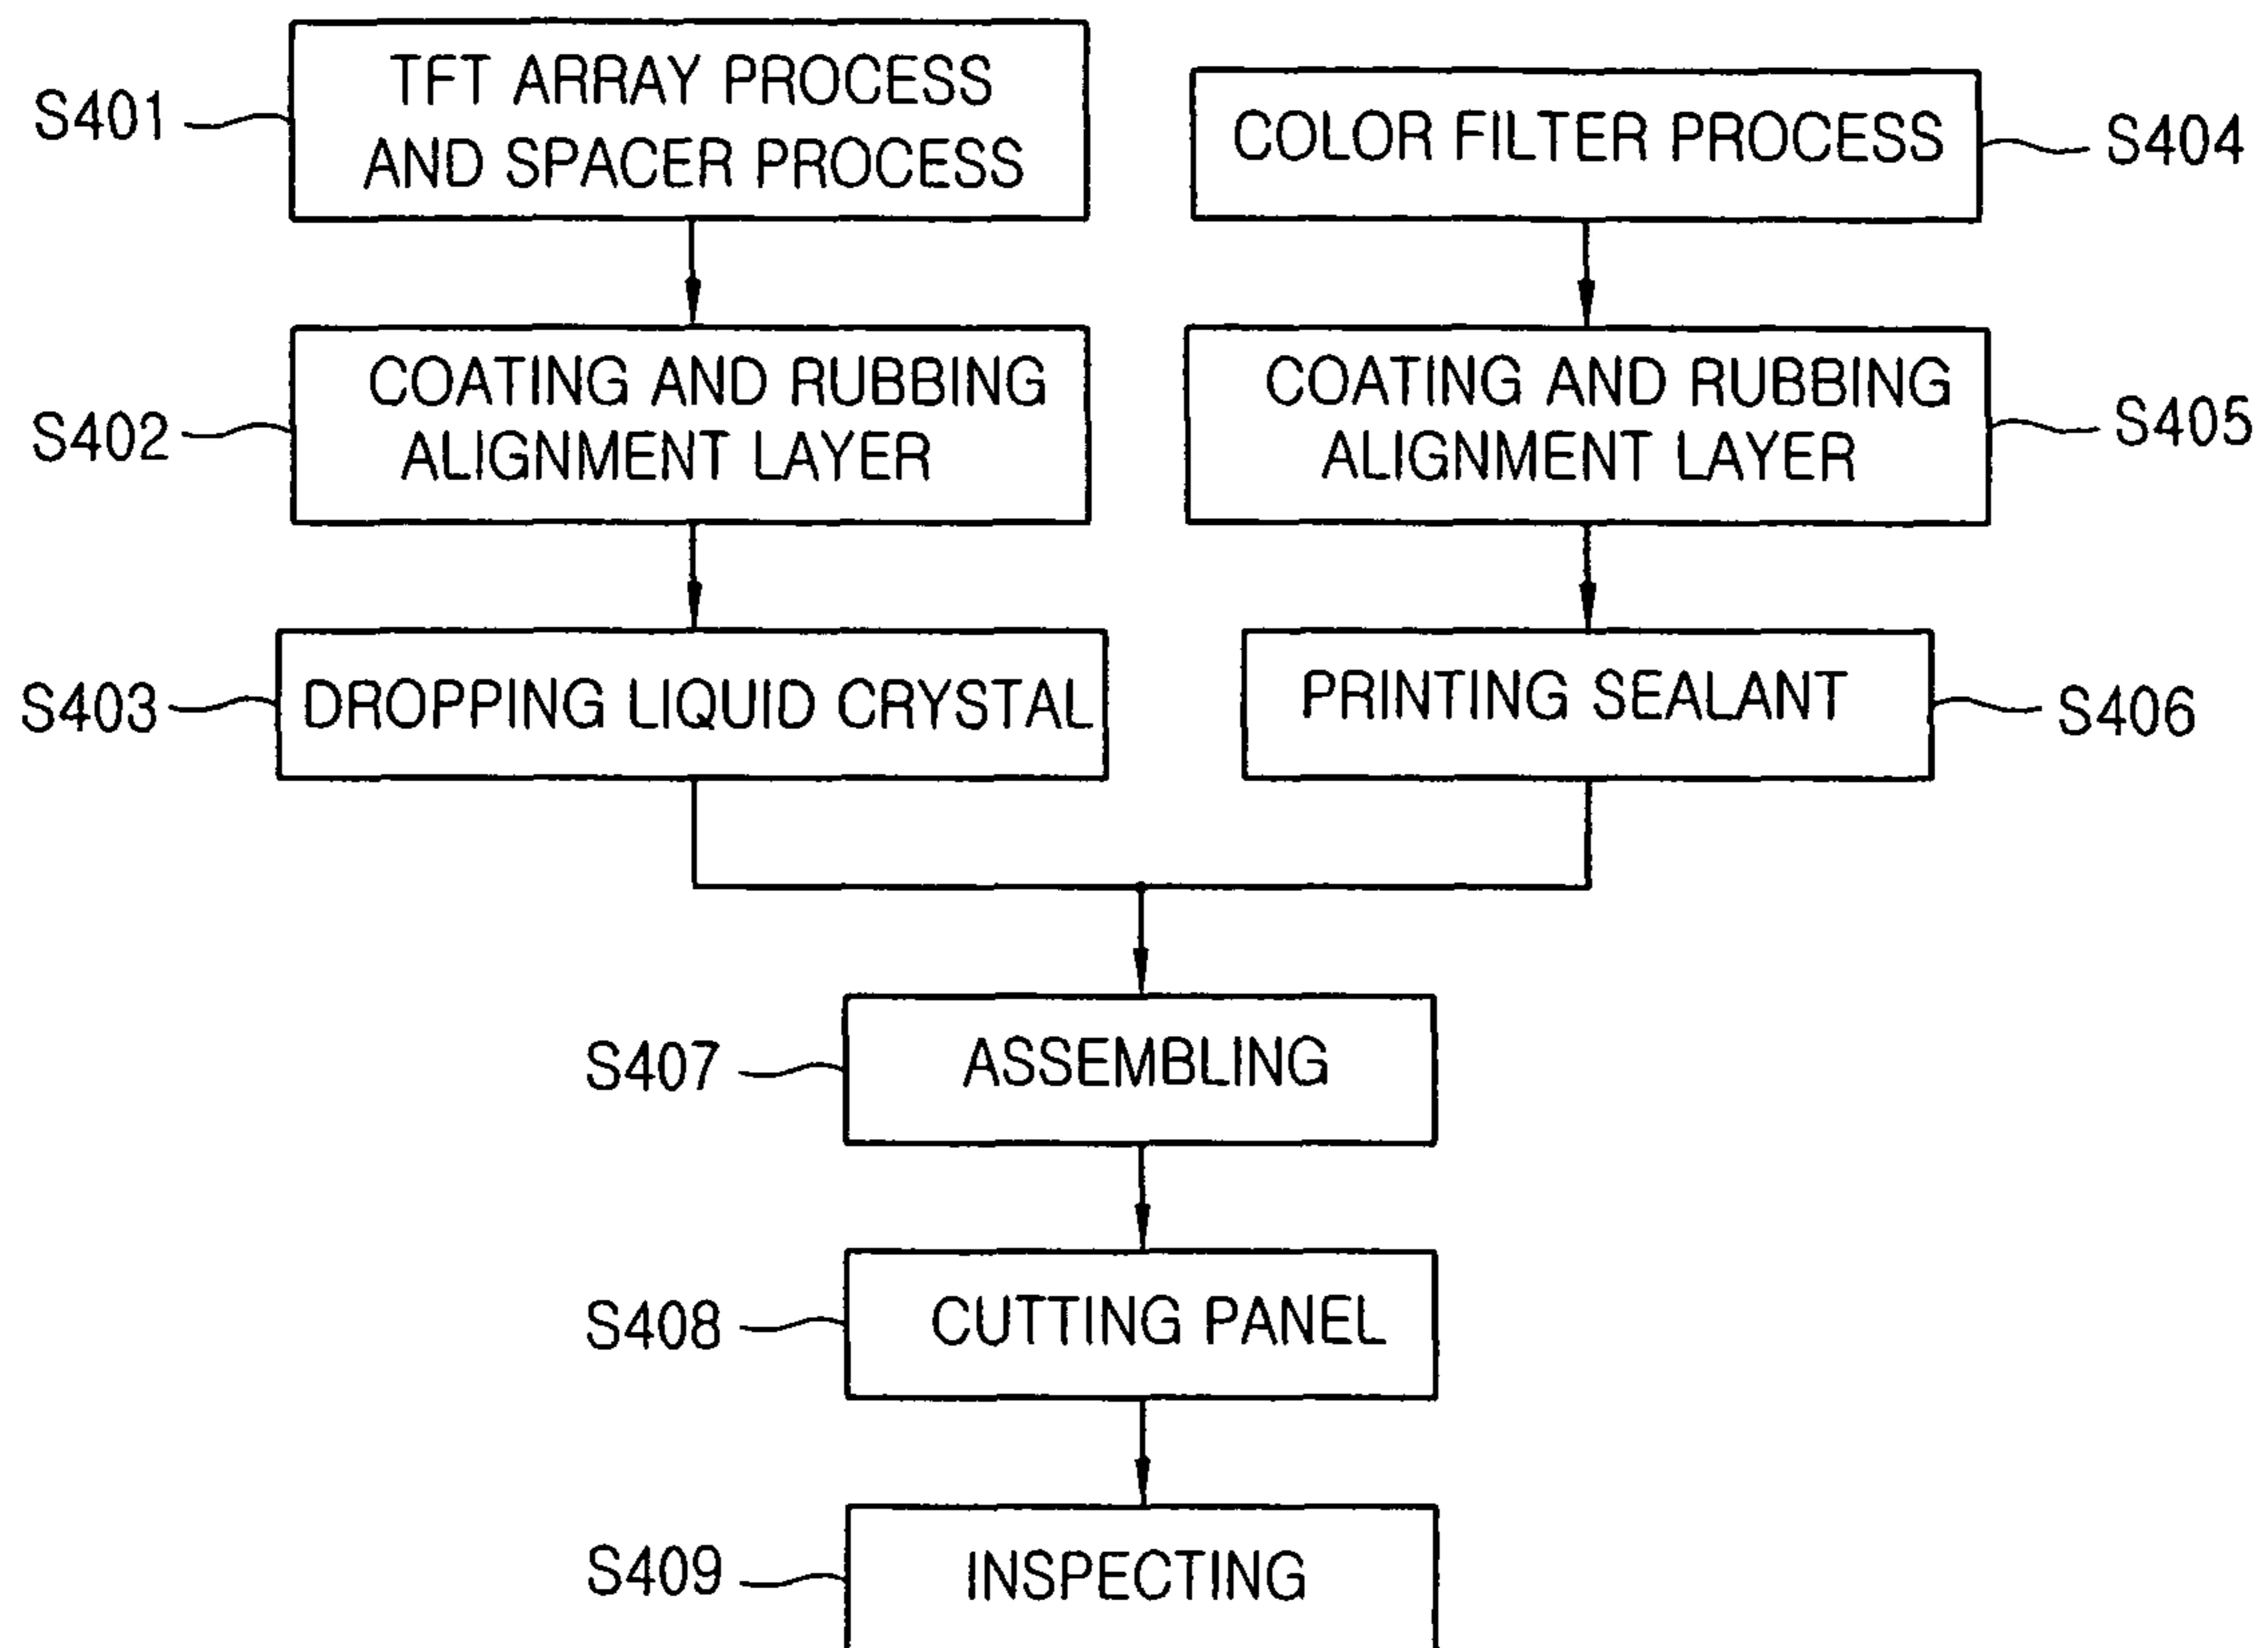 S401
TFT ARRAY PROCESS
AND SPACER PROCESS
COLOR FILTER PROCESS
S404
S402
COATING AND RUBBING
ALIGNMENT LAYER
COATING AND RUBBING
ALIGNMENT LAYER
S405
S403
DROPPING LIQUID CRYSTAL
PRINTING SEALANT
S406
S407
ASSEMBLING
S408
CUTTING PANEL
S409
INSPECTING